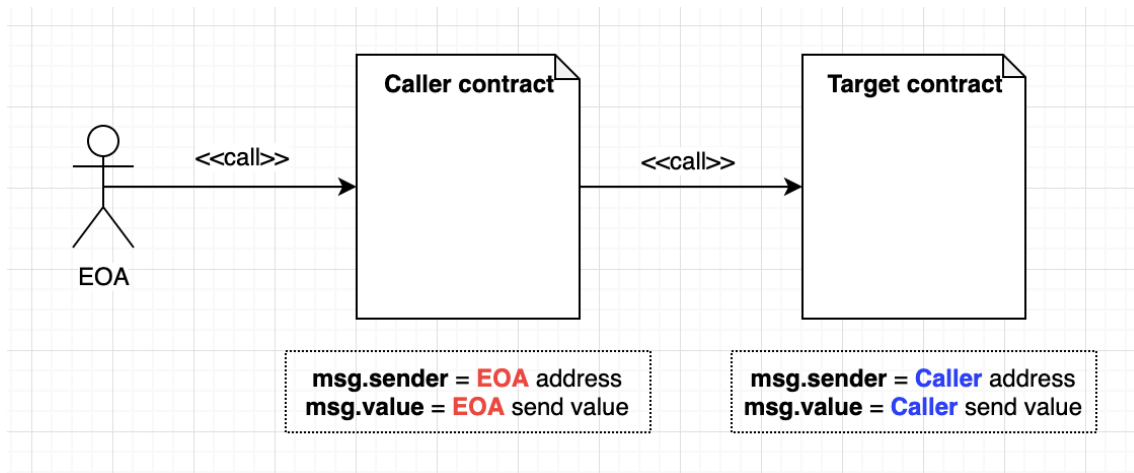 Caller contract
Target contract
<<call>>
<<call>>
EOA
msg.sender = EOA address
msg.value = EOA send value
msg.sender = Caller address
msg.value = Caller send value